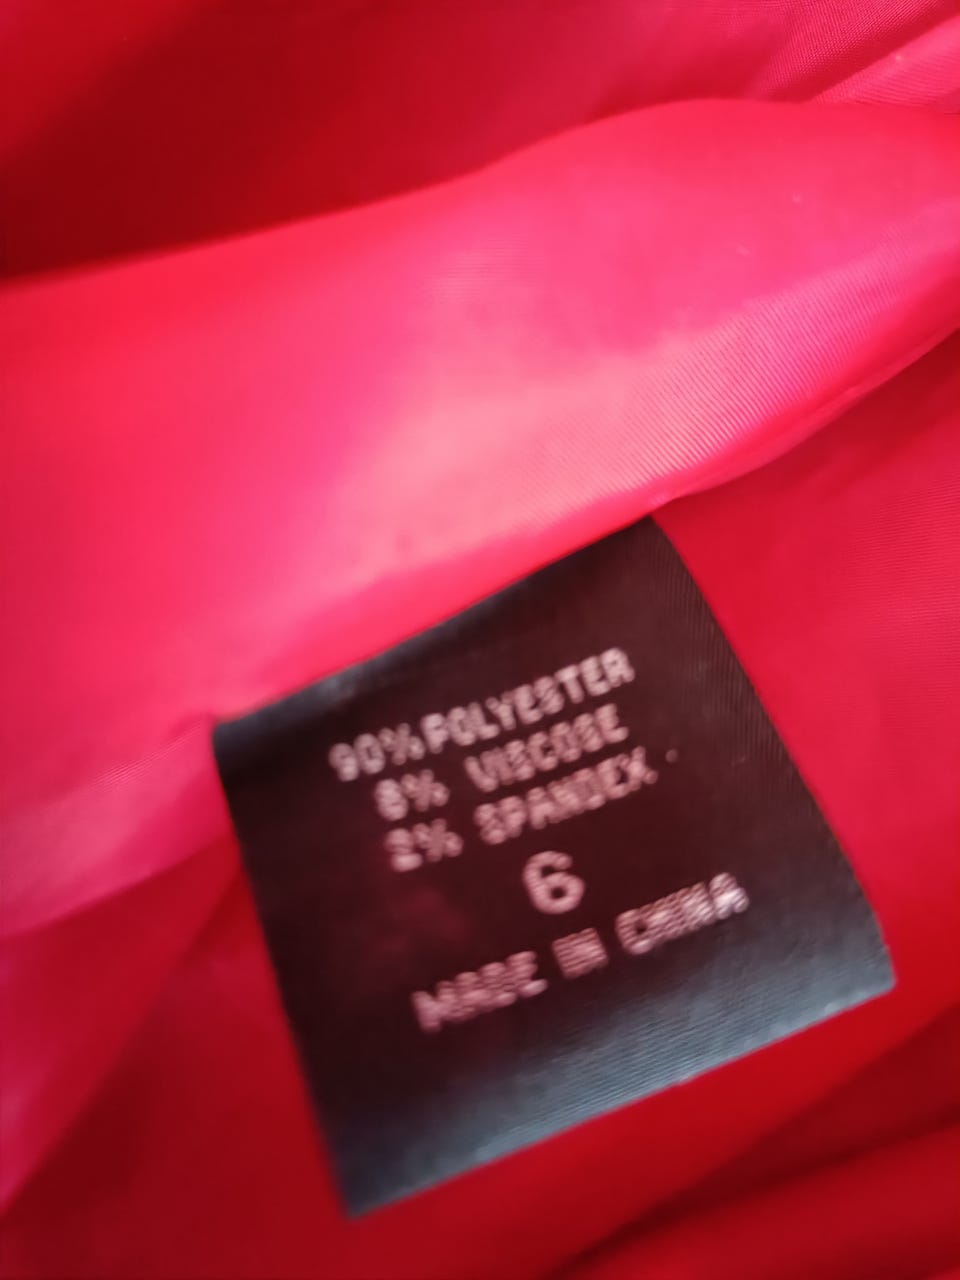 90% POLYESTER
8% VISCOSE
2% SPANDEX
6
MADE IN CHINA